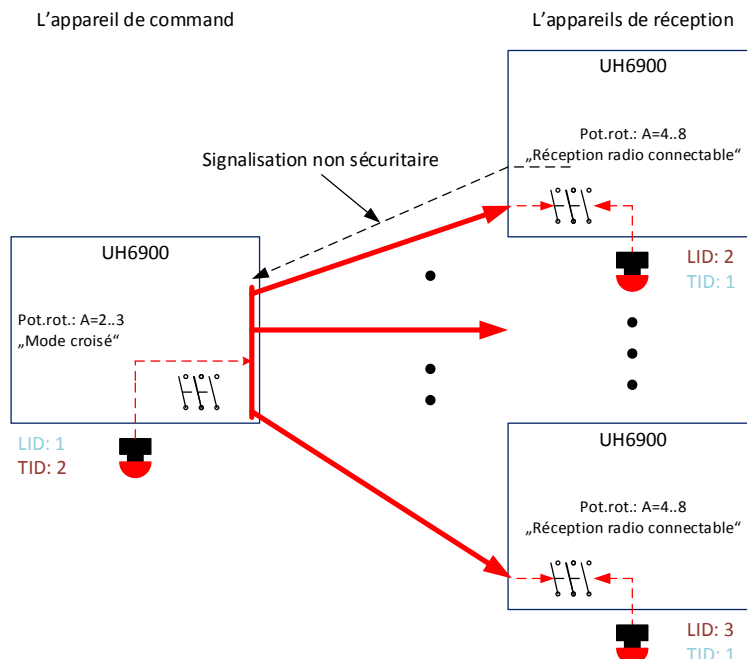 L'appareil de command
L'appareils de réception
UH6900
Pot.rot.: A=4..8
„Réception radio connectable“
Signalisation non sécuritaire
UH6900
Pot.rot.: A=2..3
„Mode croisé“
LID: 2
TID: 1
LID: 1
TID: 2
UH6900
Pot.rot.: A=4..8
„Réception radio connectable“
LID: 3
TID: 1